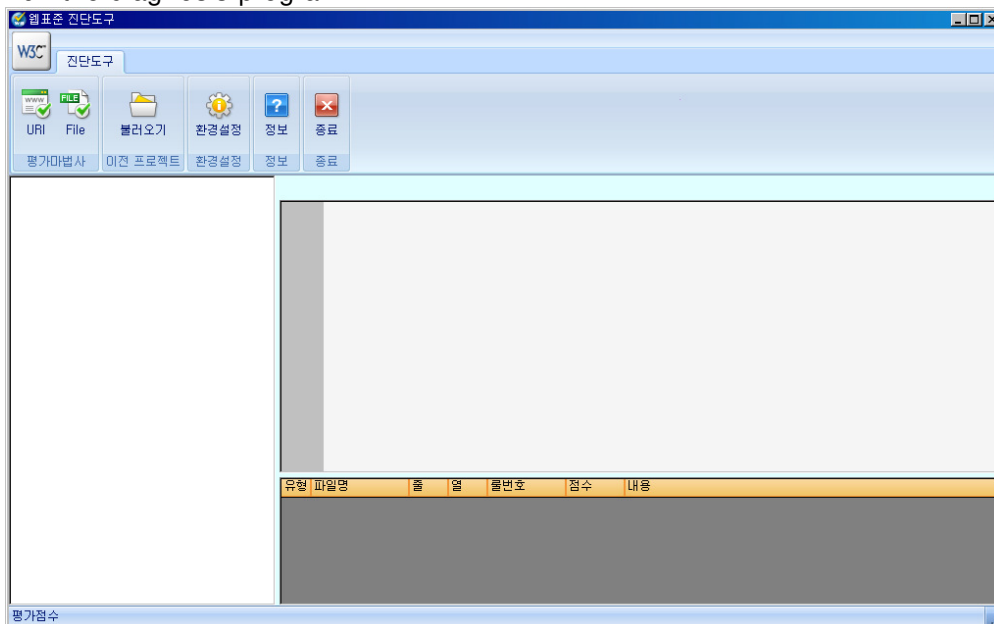 웹표준 진단도구
W3C
진단도구
www FILE
URI File 불러오기 환경설정 정보 종료
평가마법사 이전 프로젝트 환경설정 정보 종료
유형 파일명 줄 열 룰번호 점수 내용
평가점수